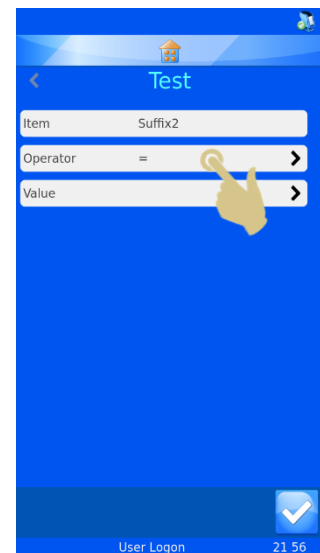 Test
Item Suffix2
Operator =
Value
User Logon 21 56